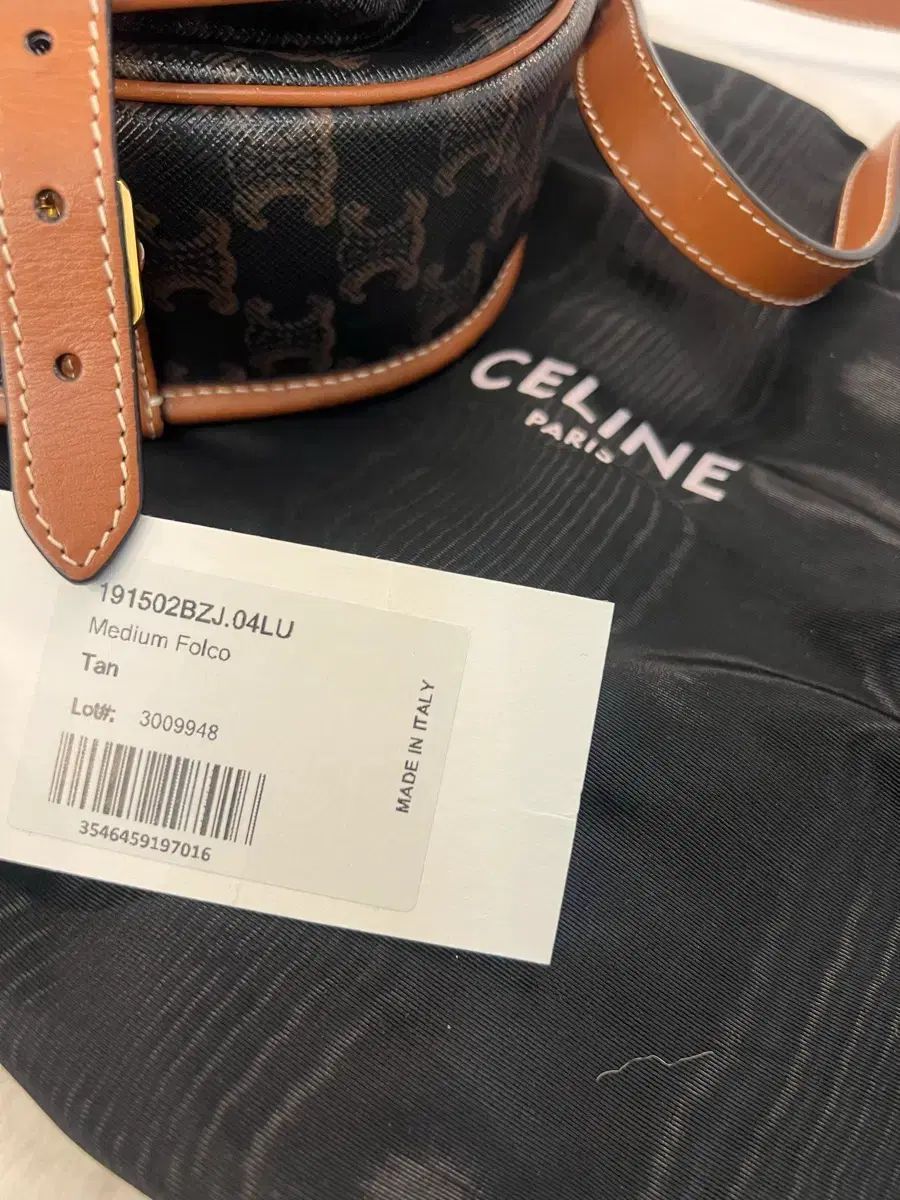 CELINE
PARIS
191502BZJ.04LU
Medium Folco
Tan
Lot#: 3009948
3546459197016
MADE IN ITALY